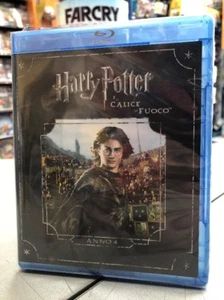 FARCRY
Harry Potter
E IL
CALICE
DI FUOCO
ANNO 4